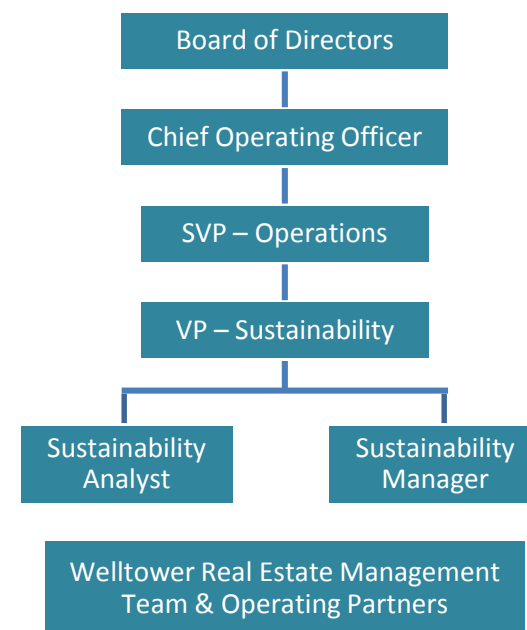 Board of Directors
Chief Operating Officer
SVP – Operations
VP – Sustainability
Sustainability
Analyst
Sustainability
Manager
Welltower Real Estate Management
Team & Operating Partners